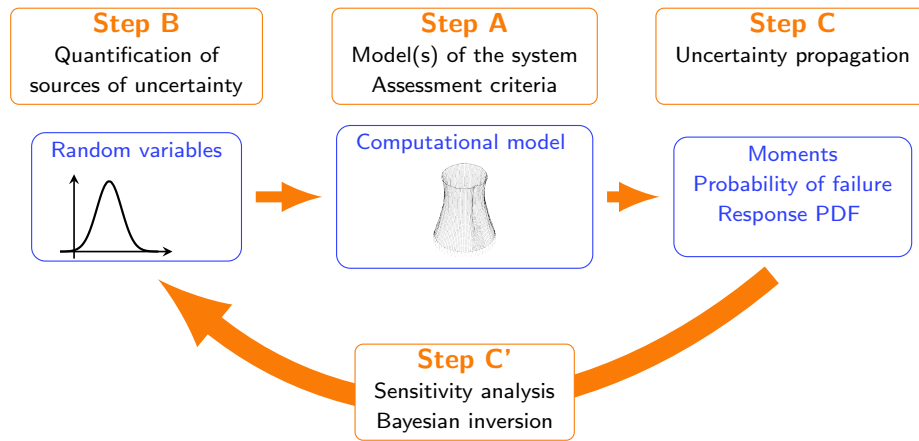 Step B
Quantification of
sources of uncertainty
Step A
Model(s) of the system
Assessment criteria
Step C
Uncertainty propagation
Random variables
Computational model
Moments
Probability of failure
Response PDF
Step C'
Sensitivity analysis
Bayesian inversion